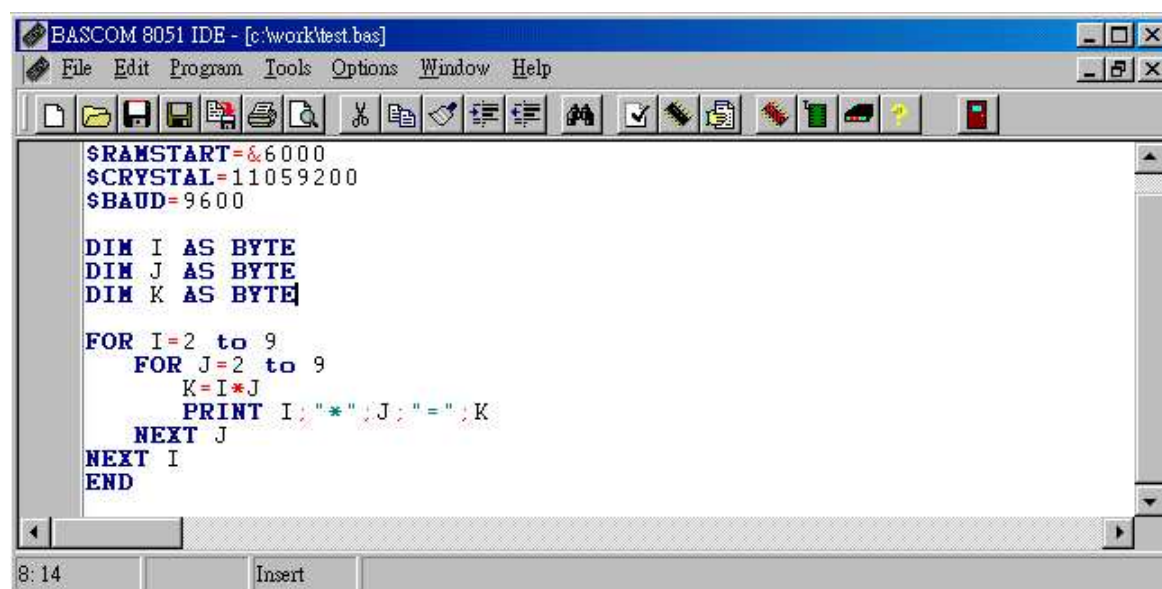 BASCOM 8051 IDE - [c:\work\test.bas]
File Edit Program Tools Options Window Help
$RAMSTART=&6000
$CRYSTAL=11059200
$BAUD=9600
DIM I AS BYTE
DIM J AS BYTE
DIM K AS BYTE
FOR I=2 to 9
FOR J=2 to 9
K=I*J
PRINT I;"*";J;"=";K
NEXT J
NEXT I
END
8: 14 Insert